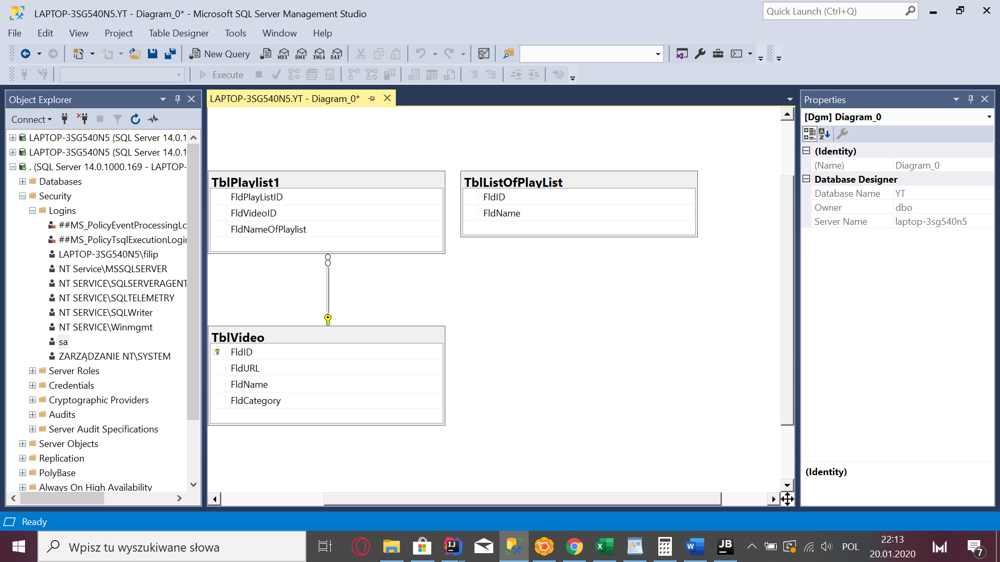 LAPTOP-3SG540N5.YT - Diagram_0* - Microsoft SQL Server Management Studio
Quick Launch (Ctrl+Q)
File Edit View Project Table Designer Tools Window Help
New Query MDX DMX XMLA DAX
Execute
Object Explorer
Connect
LAPTOP-3SG540N5 (SQL Server 14.0.1
LAPTOP-3SG540N5 (SQL Server 14.0.1
. (SQL Server 14.0.1000.169 - LAPTOP-
Databases
Security
Logins
##MS_PolicyEventProcessingLo
##MS_PolicyTsqlExecutionLogin
LAPTOP-3SG540N5\filip
NT Service\MSSQLSERVER
NT SERVICE\SQLSERVERAGENT
NT SERVICE\SQLTELEMETRY
NT SERVICE\SQLWriter
NT SERVICE\Winmgmt
sa
ZARZĄDZANIE NT\SYSTEM
Server Roles
Credentials
Cryptographic Providers
Audits
Server Audit Specifications
Server Objects
Replication
PolyBase
Always On High Availability
LAPTOP-3SG540N5.YT - Diagram_0*
TblPlaylist1
FldPlayListID
FldVideoID
FldNameOfPlaylist
TblListOfPlayList
FldID
FldName
TblVideo
FldID
FldURL
FldName
FldCategory
Properties
[Dgm] Diagram_0
(Identity)
(Name) Diagram_0
Database Designer
Database Name YT
Owner dbo
Server Name laptop-3sg540n5
(Identity)
Ready
Wpisz tu wyszukiwane słowa
POL
22:13
20.01.2020
7